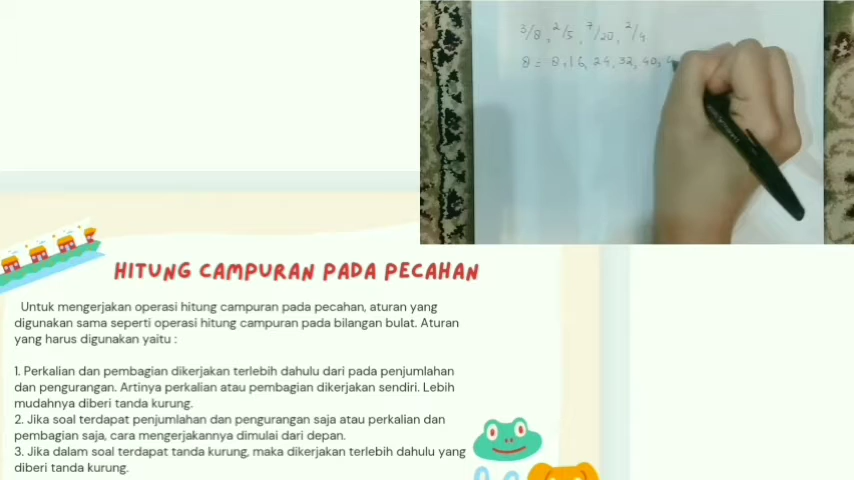 3/8, 2/5, 7/20, 2/4
8 = 8, 16, 24, 32, 40, 4
HITUNG CAMPURAN PADA PECAHAN
Untuk mengerjakan operasi hitung campuran pada pecahan, aturan yang
digunakan sama seperti operasi hitung campuran pada bilangan bulat. Aturan
yang harus digunakan yaitu :
1. Perkalian dan pembagian dikerjakan terlebih dahulu dari pada penjumlahan
dan pengurangan. Artinya perkalian atau pembagian dikerjakan sendiri. Lebih
mudahnya diberi tanda kurung.
2. Jika soal terdapat penjumlahan dan pengurangan saja atau perkalian dan
pembagian saja, cara mengerjakannya dimulai dari depan.
3. Jika dalam soal terdapat tanda kurung, maka dikerjakan terlebih dahulu yang
diberi tanda kurung.